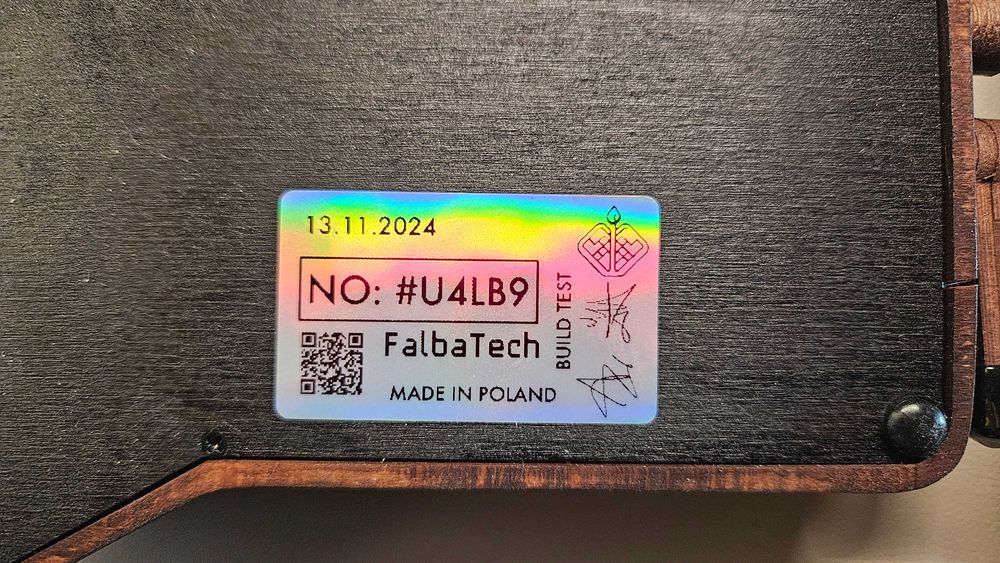 13.11.2024
NO: #U4LB9
FalbaTech
MADE IN POLAND
BUILD TEST